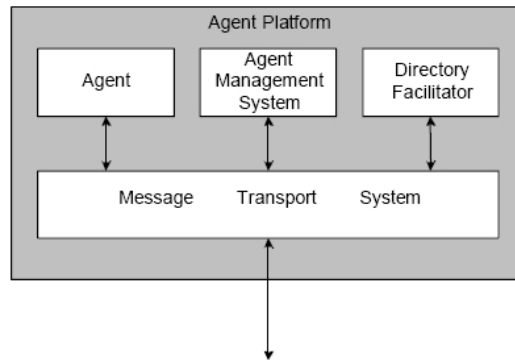 Agent Platform
Agent
Agent
Management
System
Directory
Facilitator
Message Transport System